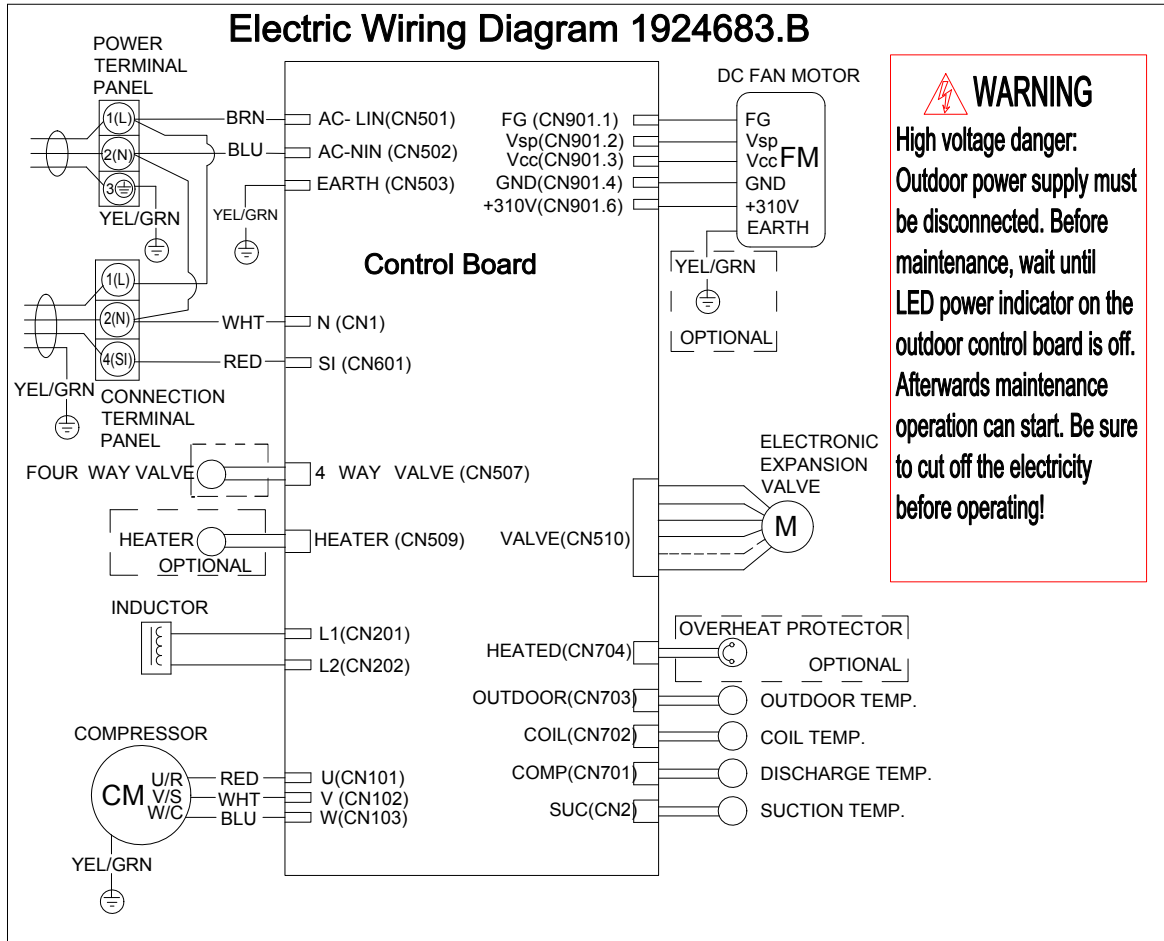 Electric Wiring Diagram 1924683.B
POWER
TERMINAL
PANEL
1(L)
2(N)
3
YEL/GRN
BRN
BLU
YEL/GRN
AC- LIN(CN501)
AC-NIN (CN502)
EARTH (CN503)
Control Board
1(L)
2(N)
4(SI)
WHT
RED
N (CN1)
SI (CN601)
YEL/GRN
CONNECTION
TERMINAL
PANEL
FOUR WAY VALVE
4 WAY VALVE (CN507)
HEATER
OPTIONAL
HEATER (CN509)
INDUCTOR
L1(CN201)
L2(CN202)
COMPRESSOR
CM
U/R
V/S
W/C
RED
WHT
BLU
U(CN101)
V (CN102)
W(CN103)
YEL/GRN
DC FAN MOTOR
FG (CN901.1)
Vsp(CN901.2)
Vcc(CN901.3)
GND(CN901.4)
+310V(CN901.6)
FG
Vsp
Vcc
FM
GND
+310V
EARTH
YEL/GRN
OPTIONAL
ELECTRONIC
EXPANSION
VALVE
VALVE(CN510)
M
HEATED(CN704)
OVERHEAT PROTECTOR
OPTIONAL
OUTDOOR(CN703)
OUTDOOR TEMP.
COIL(CN702)
COIL TEMP.
COMP(CN701)
DISCHARGE TEMP.
SUC(CN2)
SUCTION TEMP.
WARNING
High voltage danger:
Outdoor power supply must
be disconnected. Before
maintenance, wait until
LED power indicator on the
outdoor control board is off.
Afterwards maintenance
operation can start. Be sure
to cut off the electricity
before operating!